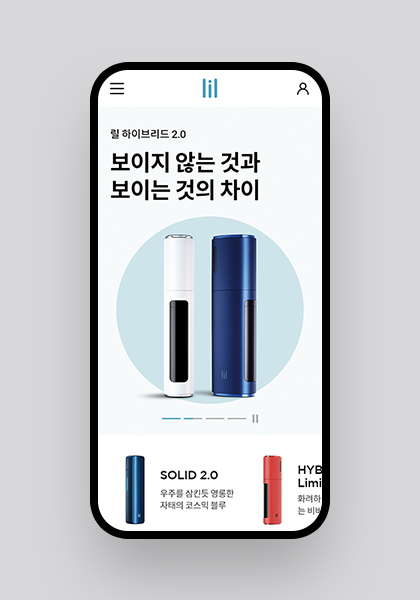 lil
릴 하이브리드 2.0
보이지 않는 것과
보이는 것의 차이
lil
SOLID 2.0
우주를 삼킨듯 영롱한
자태의 코스믹 블루
HYB
Limi
화려하
는 비비